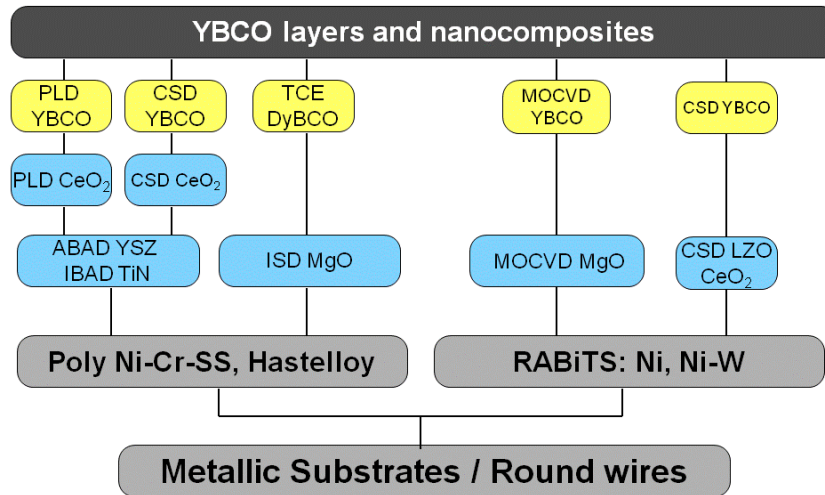 YBCO layers and nanocomposites
PLD
YBCO
CSD
YBCO
TCE
DyBCO
MOCVD
YBCO
CSD YBCO
PLD CeO₂
CSD CeO₂
ABAD YSZ
IBAD TiN
ISD MgO
MOCVD MgO
CSD LZO
CeO₂
Poly Ni-Cr-SS, Hastelloy
RABiTS: Ni, Ni-W
Metallic Substrates / Round wires